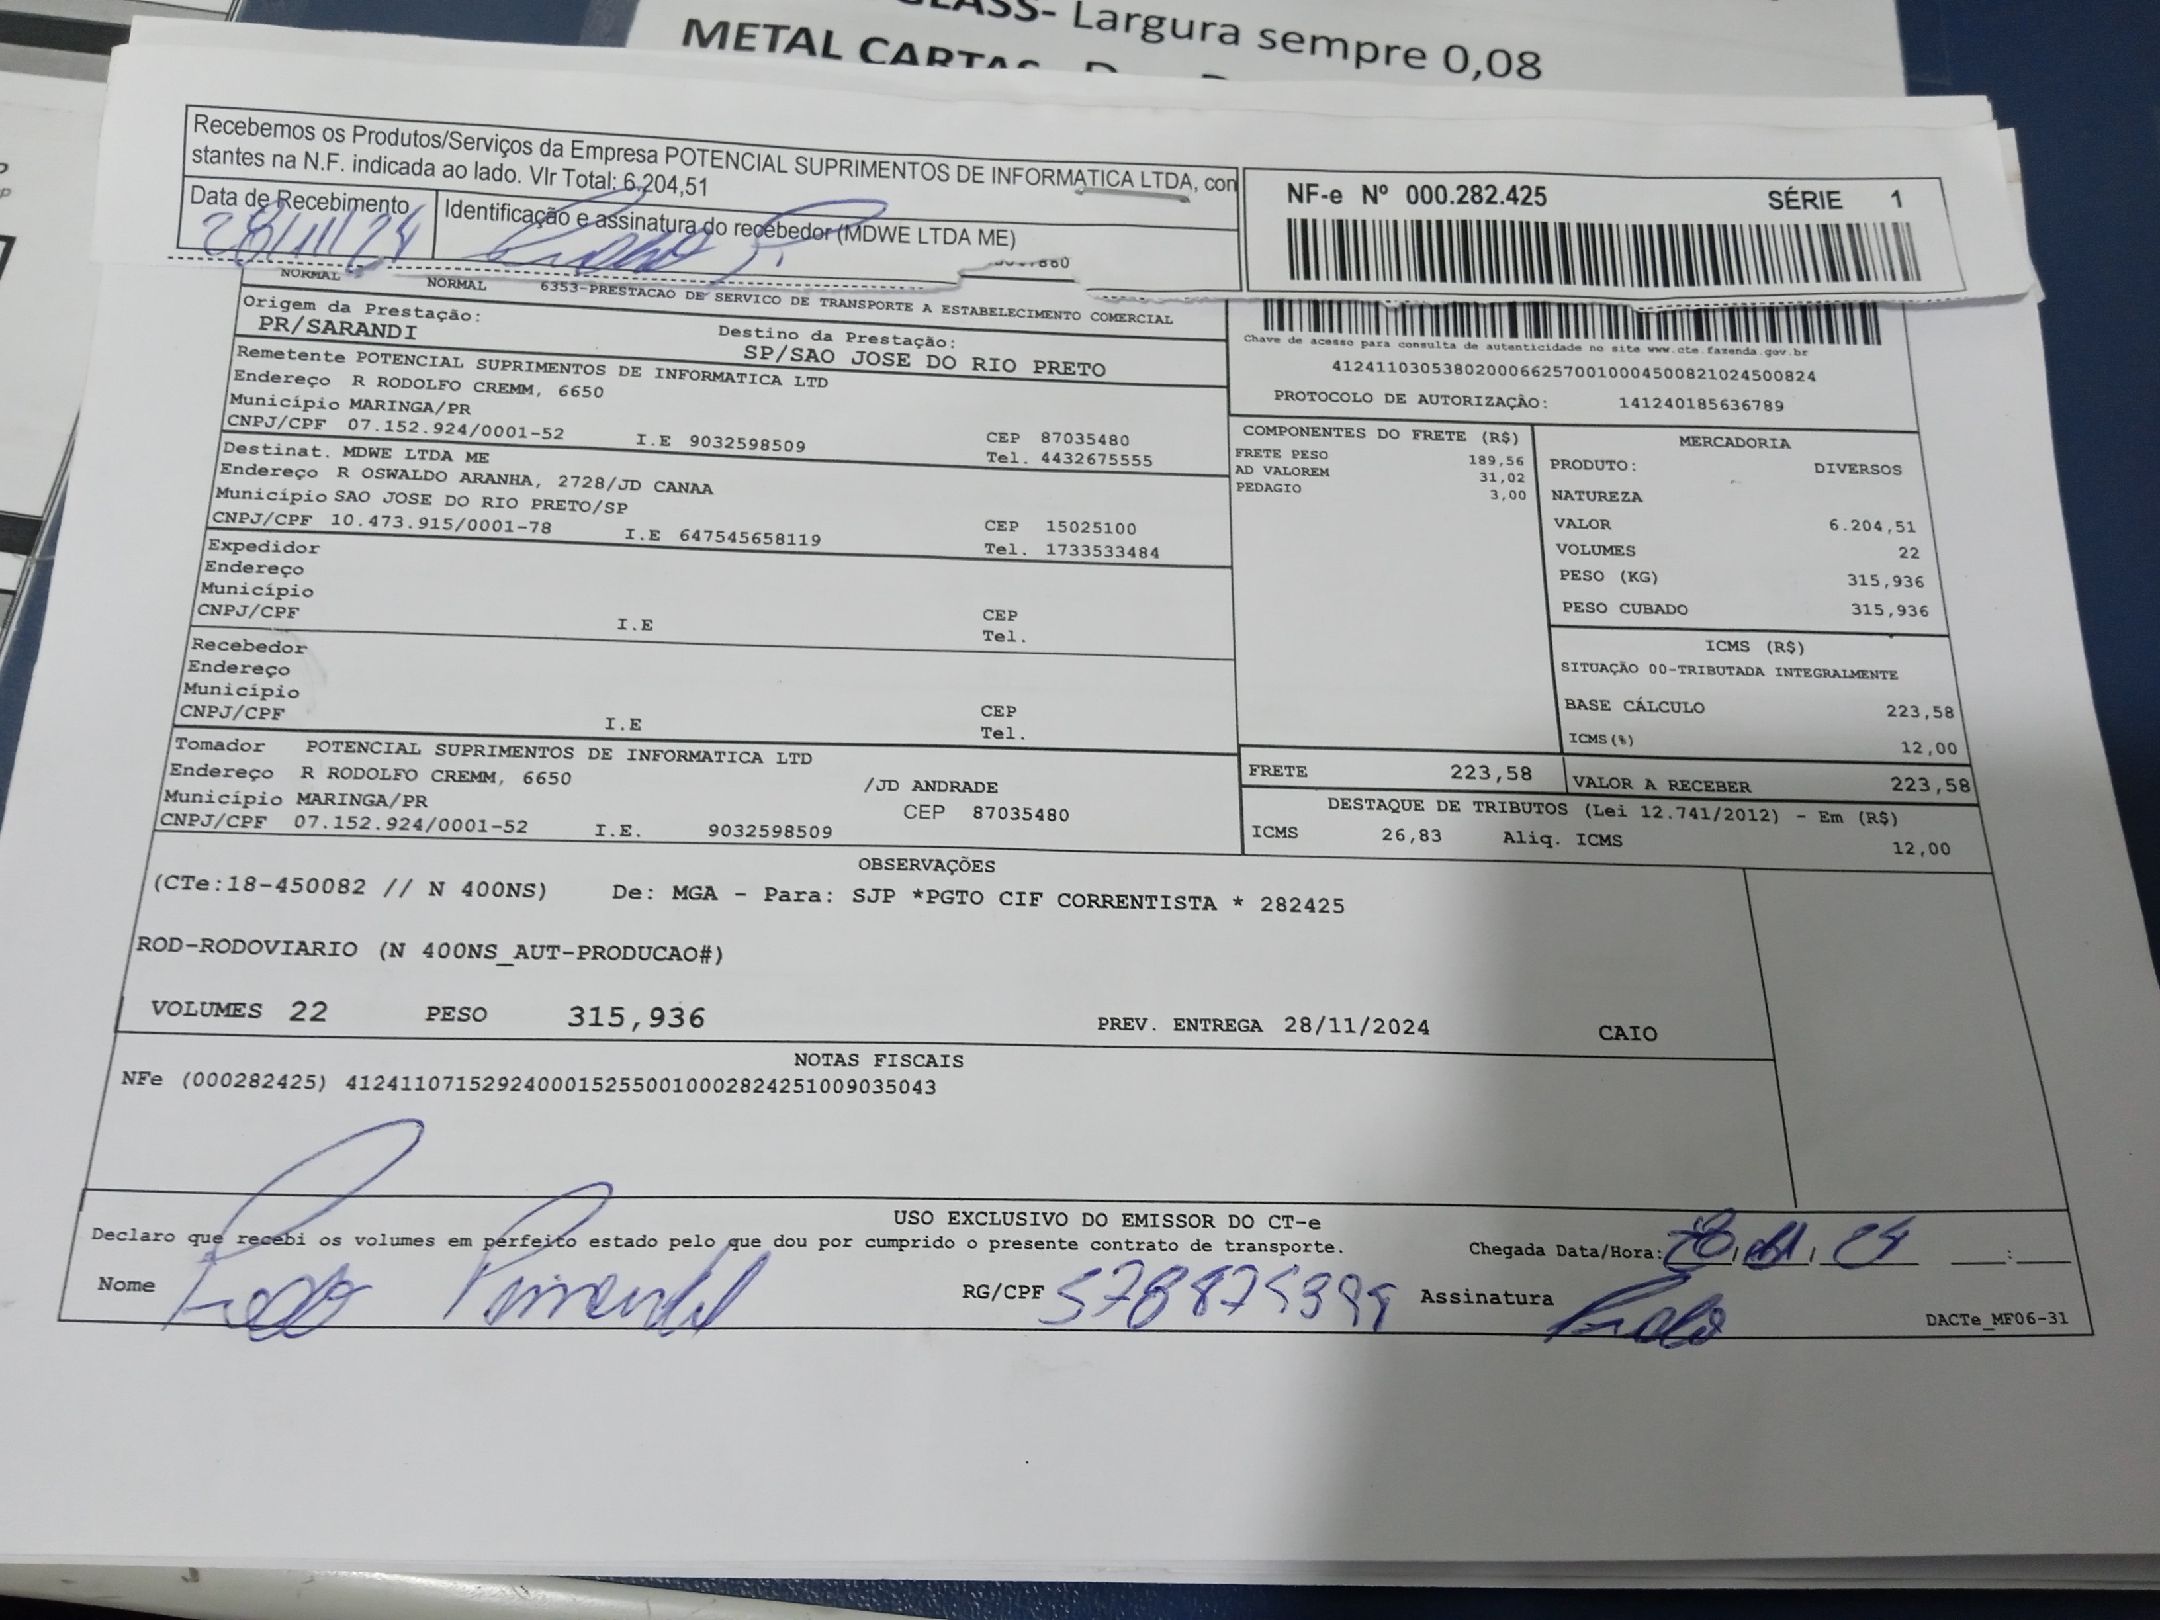 GLASS- Largura sempre 0,08
METAL CARTAS
Recebemos os Produtos/Serviços da Empresa POTENCIAL SUPRIMENTOS DE INFORMATICA LTDA, con
stantes na N.F. indicada ao lado. Vlr Total: 6.204,51
Data de Recebimento
Identificação e assinatura do recebedor (MDWE LTDA ME)
28/11/24
NF-e Nº 000.282.425 SÉRIE 1
NORMAL NORMAL 6353-PRESTACAO DE SERVICO DE TRANSPORTE A ESTABELECIMENTO COMERCIAL
Origem da Prestação: Destino da Prestação:
PR/SARANDI SP/SAO JOSE DO RIO PRETO
Chave de acesso para consulta de autenticidade no site www.cte.fazenda.gov.br
41241103053802000662570010004500821024500824
PROTOCOLO DE AUTORIZAÇÃO: 141240185636789
Remetente POTENCIAL SUPRIMENTOS DE INFORMATICA LTD
Endereço R RODOLFO CREMM, 6650
Município MARINGA/PR CEP 87035480
CNPJ/CPF 07.152.924/0001-52 I.E 9032598509 Tel. 4432675555
Destinat. MDWE LTDA ME
Endereço R OSWALDO ARANHA, 2728/JD CANAA
Município SAO JOSE DO RIO PRETO/SP CEP 15025100
CNPJ/CPF 10.473.915/0001-78 I.E 647545658119 Tel. 1733533484
Expedidor
Endereço
Município CEP
CNPJ/CPF I.E Tel.
Recebedor
Endereço
Município CEP
CNPJ/CPF I.E Tel.
Tomador POTENCIAL SUPRIMENTOS DE INFORMATICA LTD
Endereço R RODOLFO CREMM, 6650 /JD ANDRADE
Município MARINGA/PR CEP 87035480
CNPJ/CPF 07.152.924/0001-52 I.E. 9032598509
COMPONENTES DO FRETE (R$)
FRETE PESO 189,56
AD VALOREM 31,02
PEDAGIO 3,00
MERCADORIA
PRODUTO: DIVERSOS
NATUREZA
VALOR 6.204,51
VOLUMES 22
PESO (KG) 315,936
PESO CUBADO 315,936
ICMS (R$)
SITUAÇÃO 00-TRIBUTADA INTEGRALMENTE
BASE CÁLCULO 223,58
ICMS(%) 12,00
FRETE 223,58 VALOR A RECEBER 223,58
DESTAQUE DE TRIBUTOS (Lei 12.741/2012) - Em (R$)
ICMS 26,83 Aliq. ICMS 12,00
OBSERVAÇÕES
(CTe:18-450082 // N 400NS) De: MGA - Para: SJP *PGTO CIF CORRENTISTA * 282425
ROD-RODOVIARIO (N 400NS_AUT-PRODUCAO#)
VOLUMES 22 PESO 315,936 PREV. ENTREGA 28/11/2024 CAIO
NOTAS FISCAIS
NFe (000282425) 41241107152924000152550010002824251009035043
USO EXCLUSIVO DO EMISSOR DO CT-e
Declaro que recebi os volumes em perfeito estado pelo que dou por cumprido o presente contrato de transporte. Chegada Data/Hora: 28/11/24 :
Nome Pimentel RG/CPF 578875399 Assinatura
DACTe_MF06-31